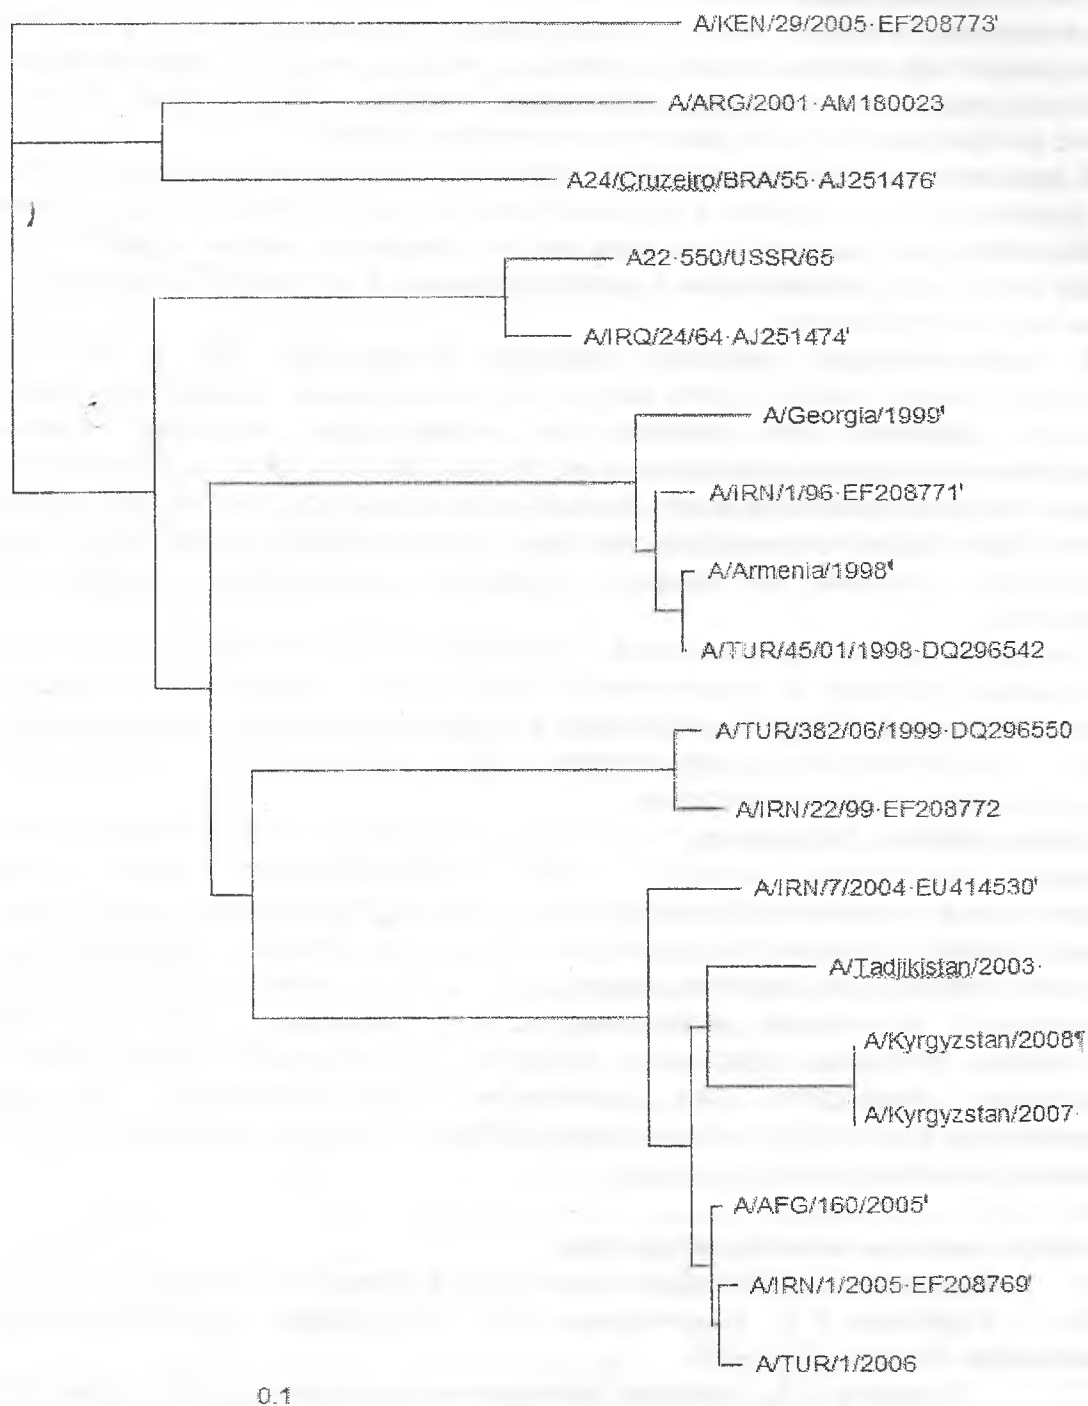 A/KEN/29/2005·EF208773'
A/ARG/2001·AM180023
A24/Cruzeiro/BRA/55·AJ251476'
A22·550/USSR/65
A/IRQ/24/64·AJ251474'
A/Georgia/1999¶
A/IRN/1/96·EF208771'
A/Armenia/1998¶
A/TUR/45/01/1998·DQ296542
A/TUR/382/06/1999·DQ296550
A/IRN/22/99·EF208772
A/IRN/7/2004·EU414530'
A/Tadjikistan/2003·
A/Kyrgyzstan/2008¶
A/Kyrgyzstan/2007·
A/AFG/160/2005'
A/IRN/1/2005·EF208769'
A/TUR/1/2006
0.1